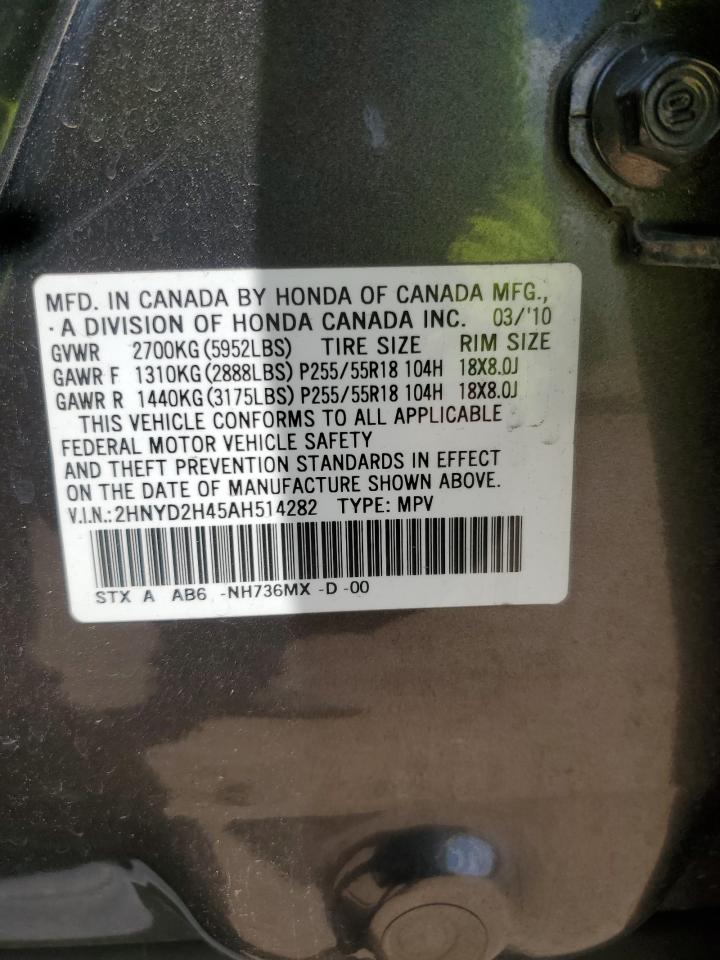 MFD. IN CANADA BY HONDA OF CANADA MFG.,
· A DIVISION OF HONDA CANADA INC. 03/'10
GVWR 2700KG (5952LBS) TIRE SIZE RIM SIZE
GAWR F 1310KG (2888LBS) P255/55R18 104H 18X8.0J
GAWR R 1440KG (3175LBS) P255/55R18 104H 18X8.0J
THIS VEHICLE CONFORMS TO ALL APPLICABLE
FEDERAL MOTOR VEHICLE SAFETY
AND THEFT PREVENTION STANDARDS IN EFFECT
ON THE DATE OF MANUFACTURE SHOWN ABOVE.
V.I.N.: 2HNYD2H45AH514282 TYPE: MPV
STX A AB6 -NH736MX -D -00